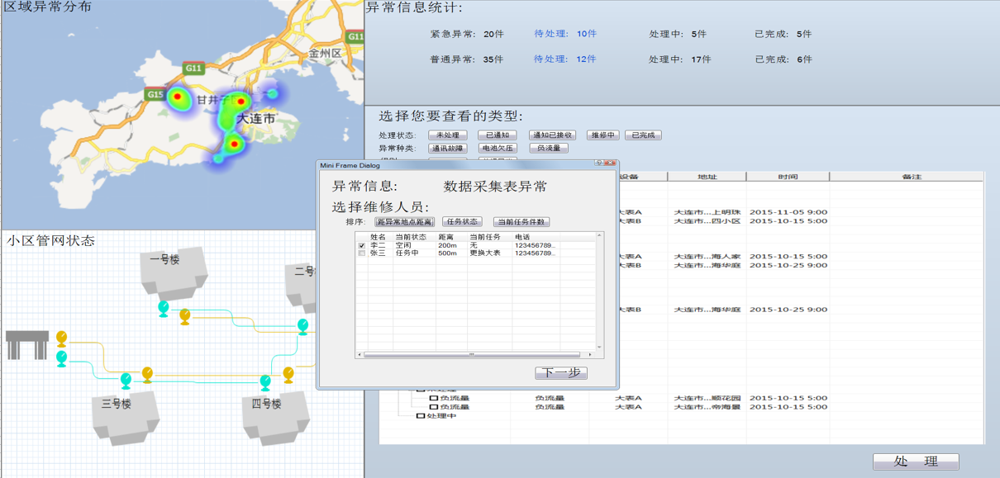 区域异常分布
G11
G11
G15
金州区
甘井子区
大连市
小区管网状态
一号楼
二号
三号楼
四号楼
异常信息统计:
紧急异常: 20件 待处理: 10件 处理中: 5件 已完成: 5件
普通异常: 35件 待处理: 12件 处理中: 17件 已完成: 6件
选择您要查看的类型:
处理状态: 未处理 已通知 通知已接收 维修中 已完成
异常种类: 通讯故障 电池欠压 负流量
设备 地址 时间 备注
大表A 大连市...上明珠 2015-11-05 9:00
大表B 大连市...四小区 2015-10-15 5:00
大表A 大连市...海人家 2015-10-15 5:00
大表B 大连市...海华庭 2015-10-25 9:00
大表B 大连市...海华庭 2015-10-25 9:00
未处理
负流量 负流量 大表A 大连市...顺花园 2015-10-15 5:00
负流量 负流量 大表A 大连市...帝海景 2015-10-15 5:00
处理中
处 理
Mini Frame Dialog
异常信息: 数据采集表异常
选择维修人员:
排序: 距异常地点距离 任务状态 当前任务件数
姓名 当前状态 距离 当前任务 电话
李二 空闲 200m 无 123456789...
张三 任务中 500m 更换大表 123456789...
下一步